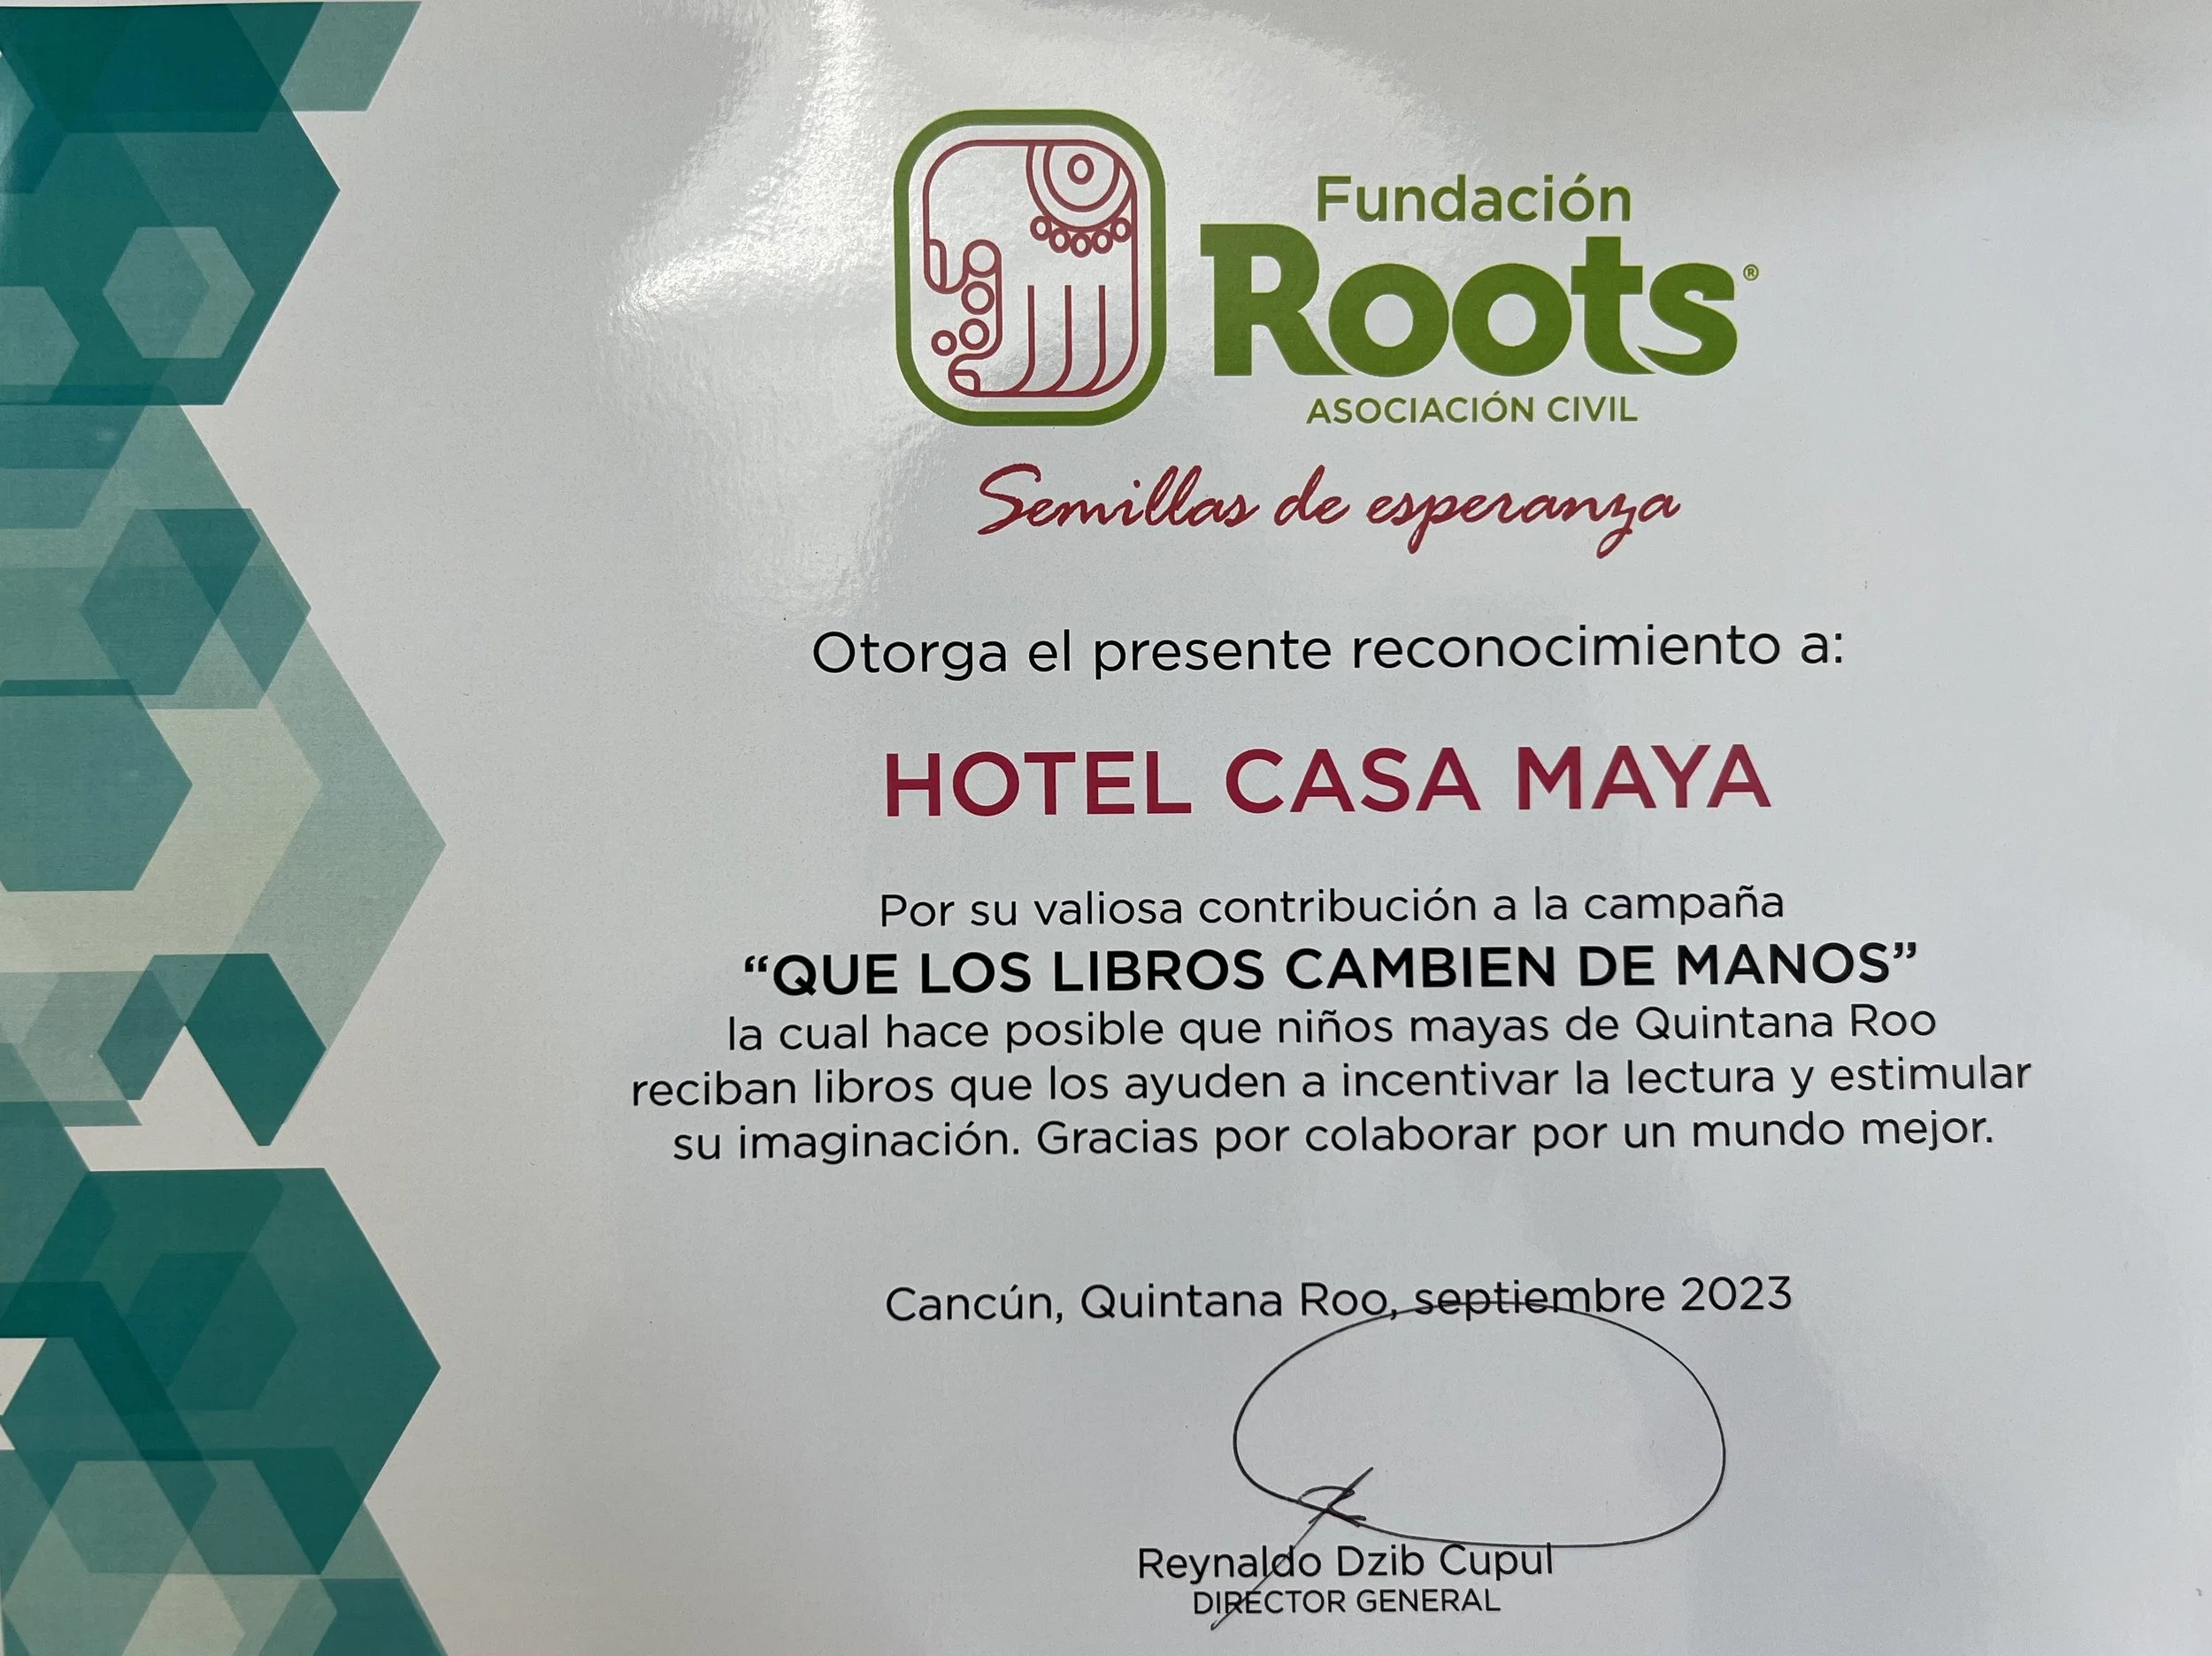 Fundación
Roots®
ASOCIACIÓN CIVIL
Semillas de esperanza
Otorga el presente reconocimiento a:
HOTEL CASA MAYA
Por su valiosa contribución a la campaña
“QUE LOS LIBROS CAMBIEN DE MANOS”
la cual hace posible que niños mayas de Quintana Roo
reciban libros que los ayuden a incentivar la lectura y estimular
su imaginación. Gracias por colaborar por un mundo mejor.
Cancún, Quintana Roo, septiembre 2023
Reynaldo Dzib Cupul
DIRECTOR GENERAL